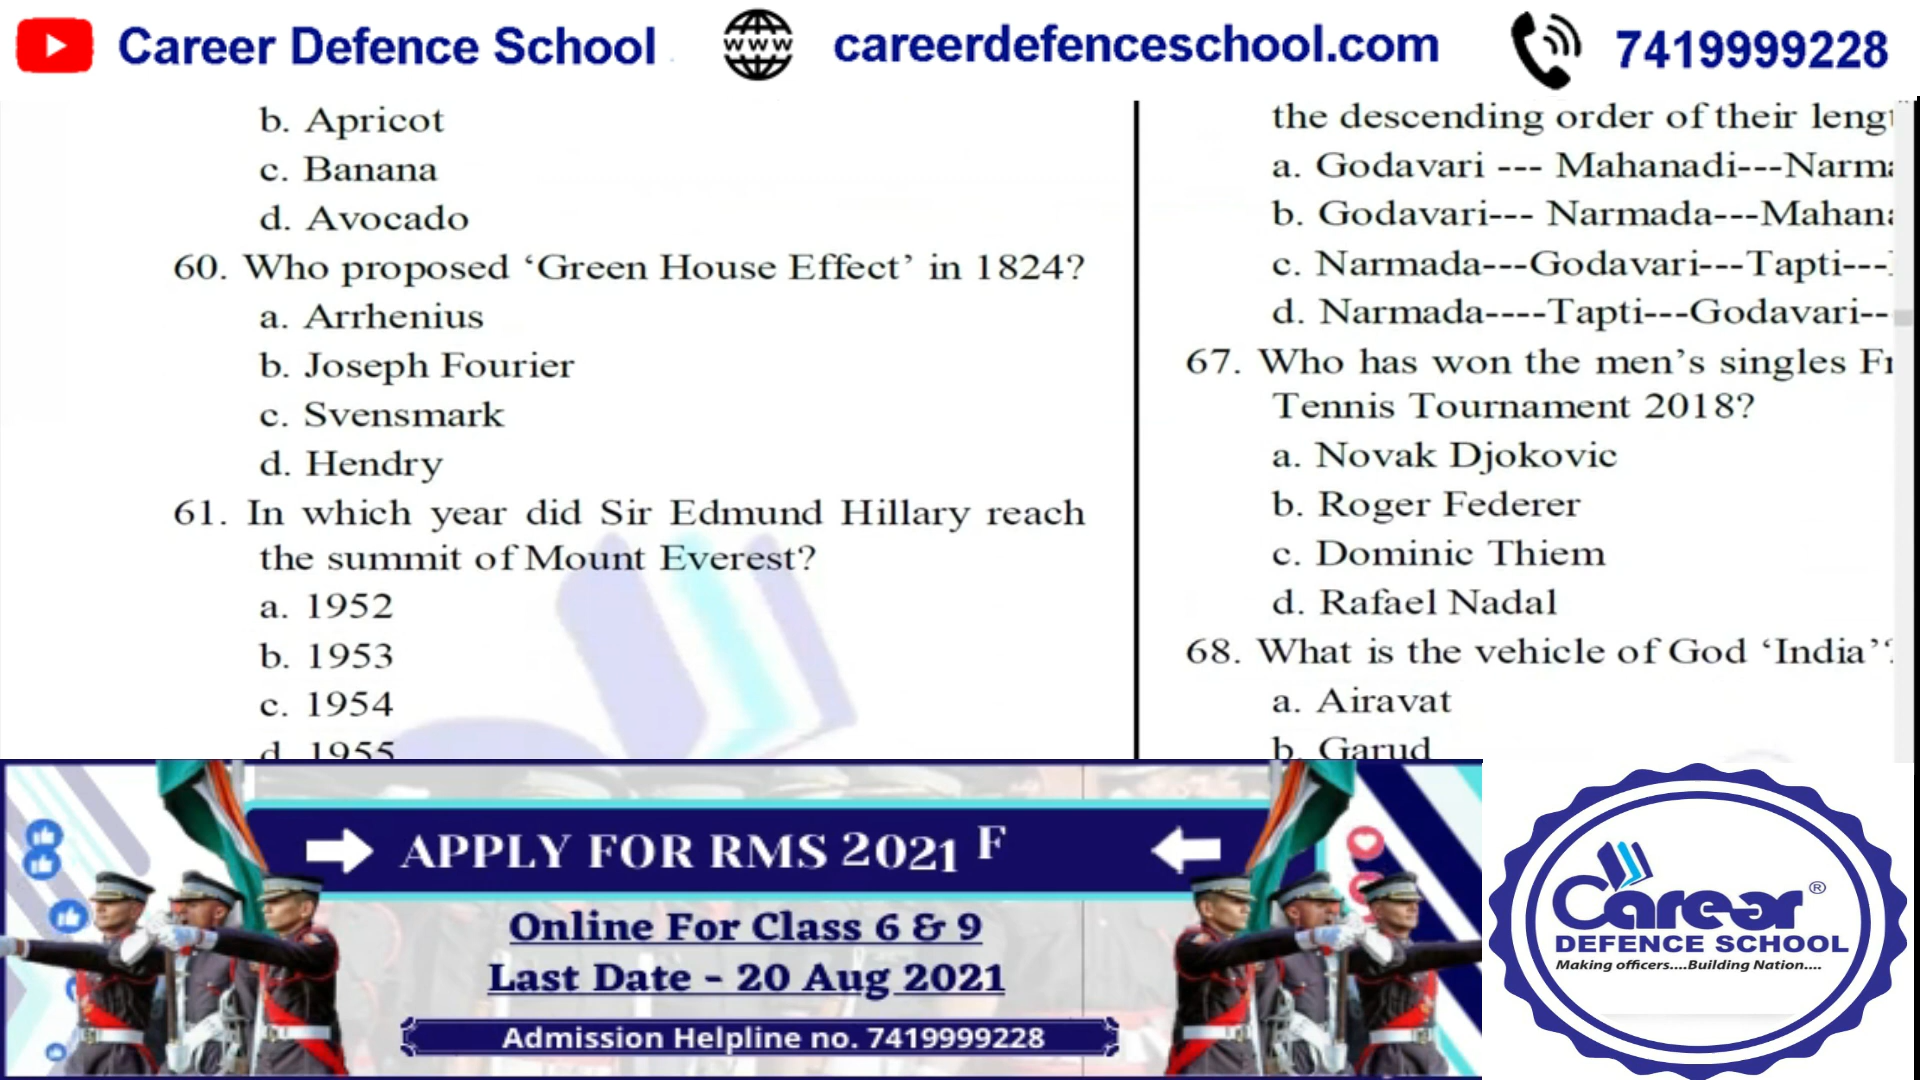 Career Defence School
www
careerdefenceschool.com
7419999228
b. Apricot
c. Banana
d. Avocado
60. Who proposed ‘Green House Effect’ in 1824?
a. Arrhenius
b. Joseph Fourier
c. Svensmark
d. Hendry
61. In which year did Sir Edmund Hillary reach
the summit of Mount Everest?
a. 1952
b. 1953
c. 1954
d. 1955
the descending order of their
a. Godavari --- Mahanadi---
b. Godavari--- Narmada---
c. Narmada---Godavari---Tapti---
d. Narmada----Tapti---Godavari--
67. Who has won the men’s singles
Tennis Tournament 2018?
a. Novak Djokovic
b. Roger Federer
c. Dominic Thiem
d. Rafael Nadal
68. What is the vehicle of God ‘India’?
a. Airavat
b. Garud
APPLY FOR RMS 2021 F
Online For Class 6 & 9
Last Date - 20 Aug 2021
Admission Helpline no. 7419999228
Career ®
DEFENCE SCHOOL
Making officers....Building Nation....